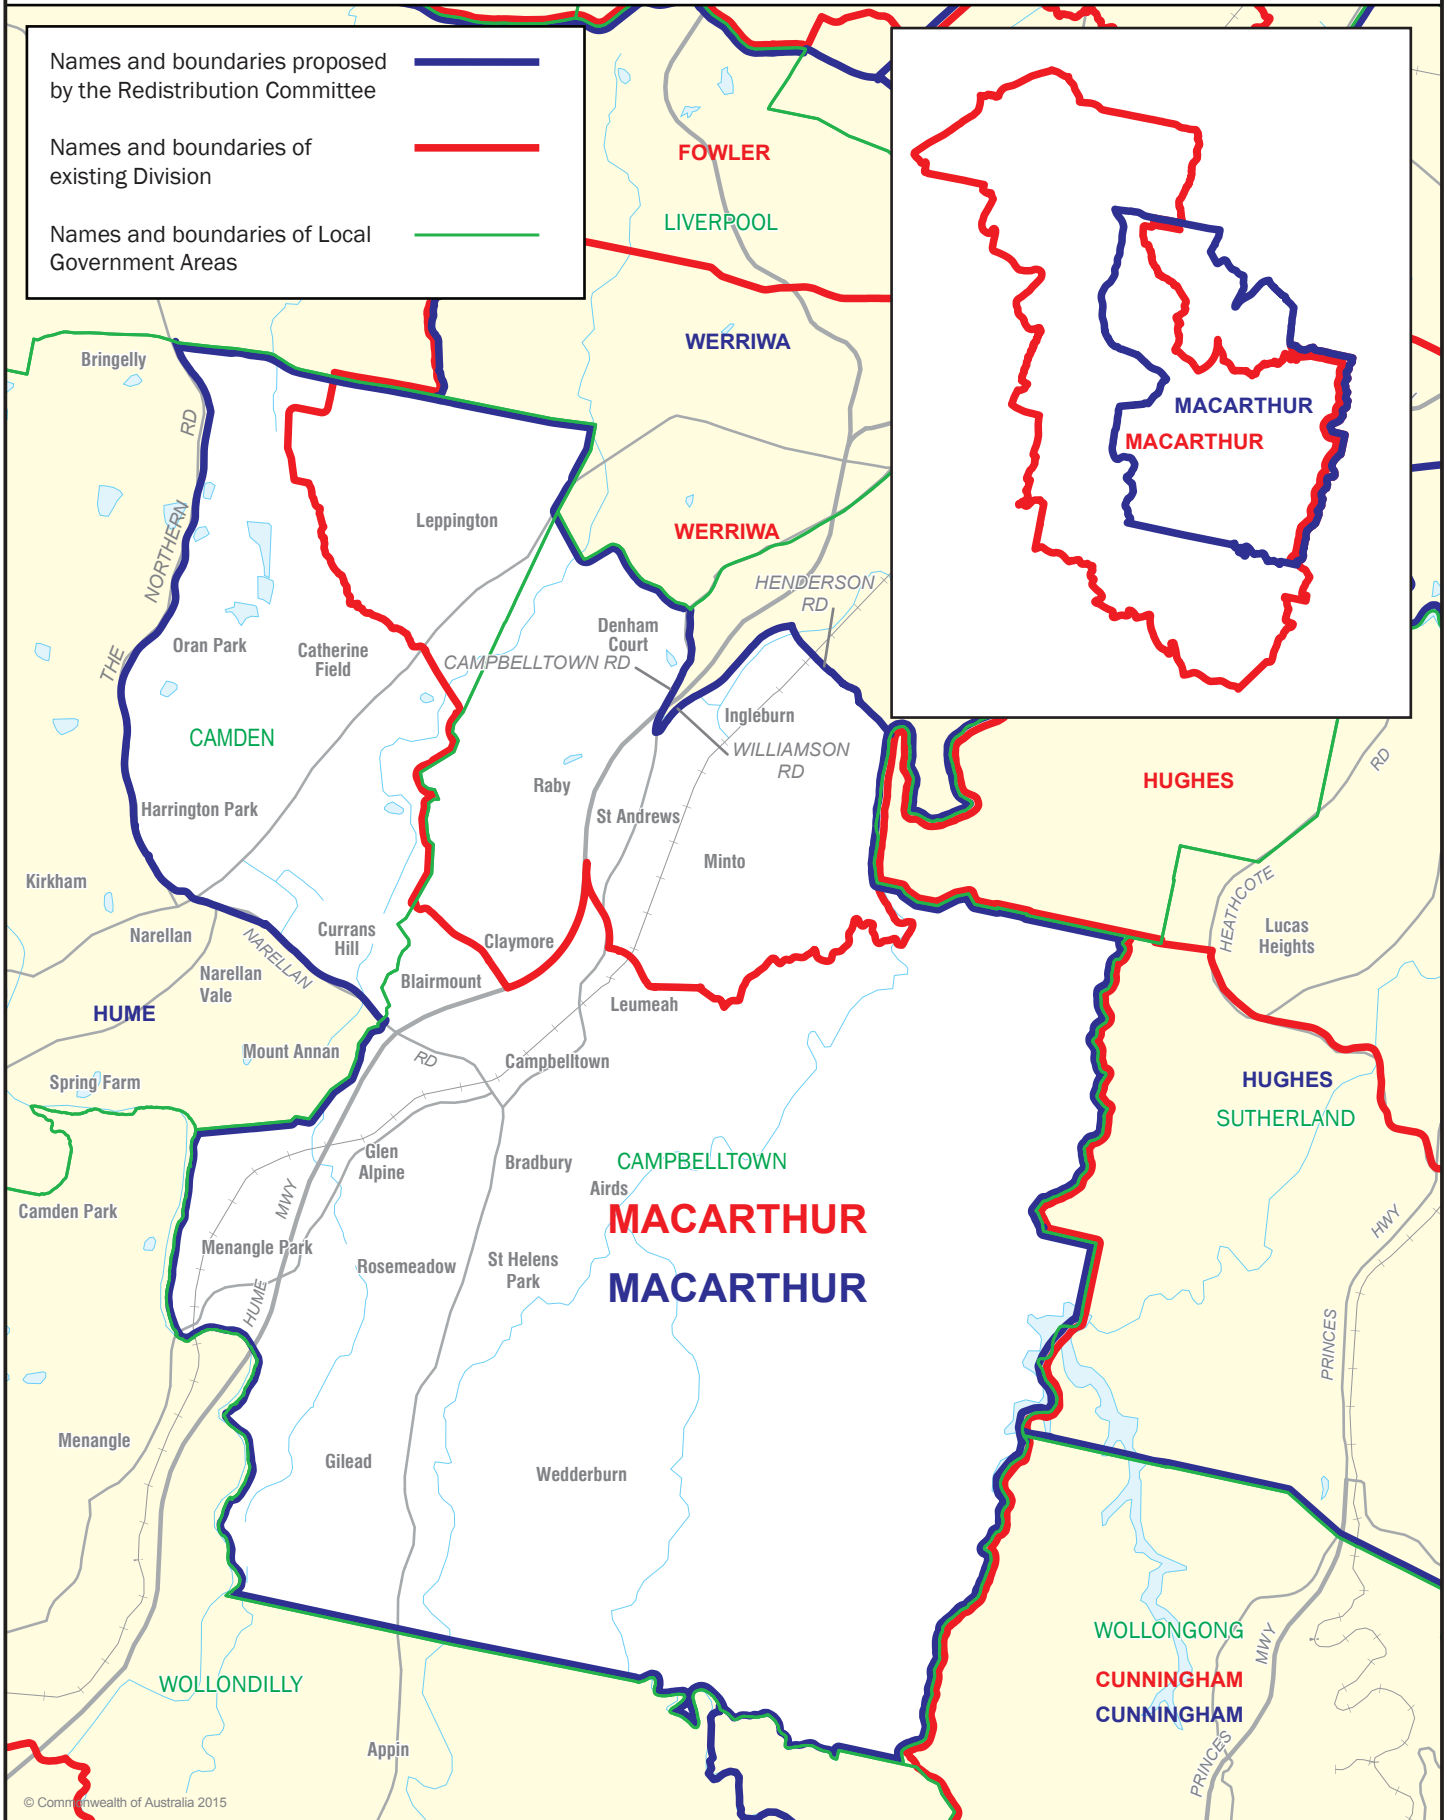 Names and boundaries proposed
by the Redistribution Committee
Names and boundaries of
existing Division
Names and boundaries of Local
Government Areas
FOWLER
LIVERPOOL
WERRIWA
Bringelly
RD
MACARTHUR
MACARTHUR
Leppington
WERRIWA
NORTHERN
HENDERSON
RD
THE
Oran Park
Catherine
Field
Denham
Court
CAMPBELLTOWN RD
CAMDEN
Ingleburn
WILLIAMSON
RD
HUGHES
RD
Raby
Harrington Park
St Andrews
Minto
Kirkham
HEATHCOTE
Lucas
Heights
Narellan
NARELLAN
Currans
Hill
Claymore
Narellan
Vale
Blairmount
Leumeah
HUME
Mount Annan
RD
Campbelltown
Spring Farm
HUGHES
SUTHERLAND
Glen
Alpine
Bradbury
CAMPBELLTOWN
Airds
MWY
Camden Park
MACARTHUR
HWY
Menangle Park
Rosemeadow
St Helens
Park
MACARTHUR
HUME
PRINCES
Menangle
Gilead
Wedderburn
WOLLONGONG
MWY
WOLLONDILLY
CUNNINGHAM
CUNNINGHAM
Appin
PRINCES
© Commonwealth of Australia 2015